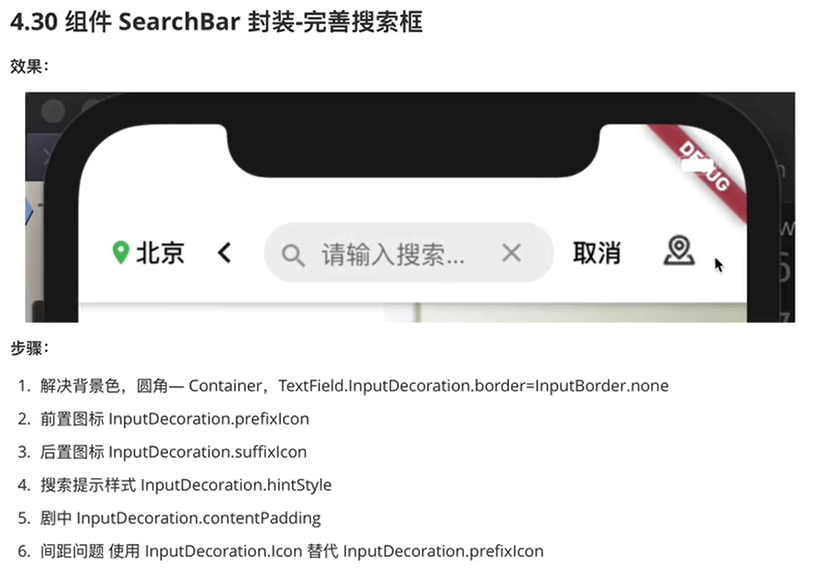 4.30 组件 SearchBar 封装-完善搜索框
效果：
DEBUG
北京
请输入搜索...
取消
步骤：
1. 解决背景色，圆角— Container，TextField.InputDecoration.border=InputBorder.none
2. 前置图标 InputDecoration.prefixIcon
3. 后置图标 InputDecoration.suffixIcon
4. 搜索提示样式 InputDecoration.hintStyle
5. 剧中 InputDecoration.contentPadding
6. 间距问题 使用 InputDecoration.Icon 替代 InputDecoration.prefixIcon